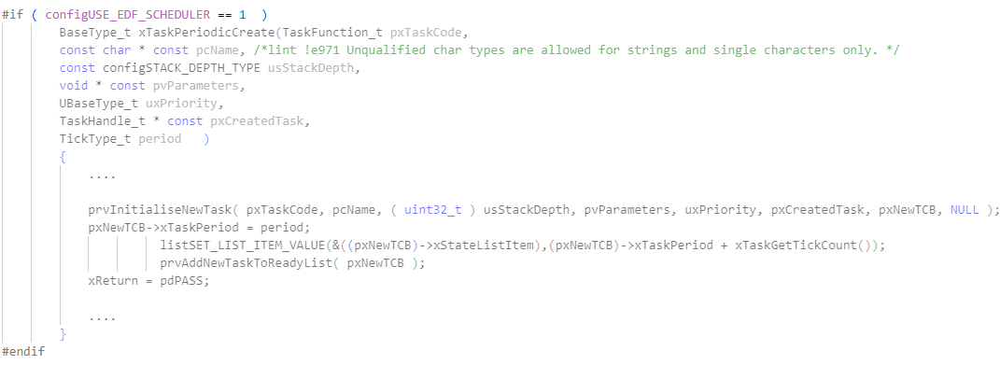 #if ( configUSE_EDF_SCHEDULER == 1  )
        BaseType_t xTaskPeriodicCreate(TaskFunction_t pxTaskCode,
        const char * const pcName, /*lint !e971 Unqualified char types are allowed for strings and single characters only. */
        const configSTACK_DEPTH_TYPE usStackDepth,
        void * const pvParameters,
        UBaseType_t uxPriority,
        TaskHandle_t * const pxCreatedTask,
        TickType_t period   )
        {
            ....
            prvInitialiseNewTask( pxTaskCode, pcName, ( uint32_t ) usStackDepth, pvParameters, uxPriority, pxCreatedTask, pxNewTCB, NULL );
            pxNewTCB->xTaskPeriod = period;
                      listSET_LIST_ITEM_VALUE(&((pxNewTCB)->xStateListItem),(pxNewTCB)->xTaskPeriod + xTaskGetTickCount());
                      prvAddNewTaskToReadyList( pxNewTCB );
            xReturn = pdPASS;
            ....
        }
#endif